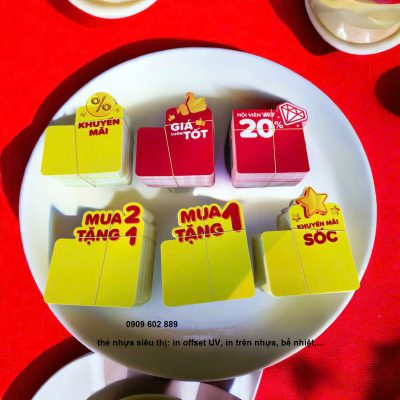 %
KHUYẾN
MÃI
GIÁ
LUÔN
TỐT
HỘI VIÊN
20%
MUA 2
TẶNG 1
MUA 1
TẶNG 1
KHUYẾN MÃI
SỐC
0909 602 889
thẻ nhựa siêu thị: in offset UV, in trên nhựa, bế nhiệt,...